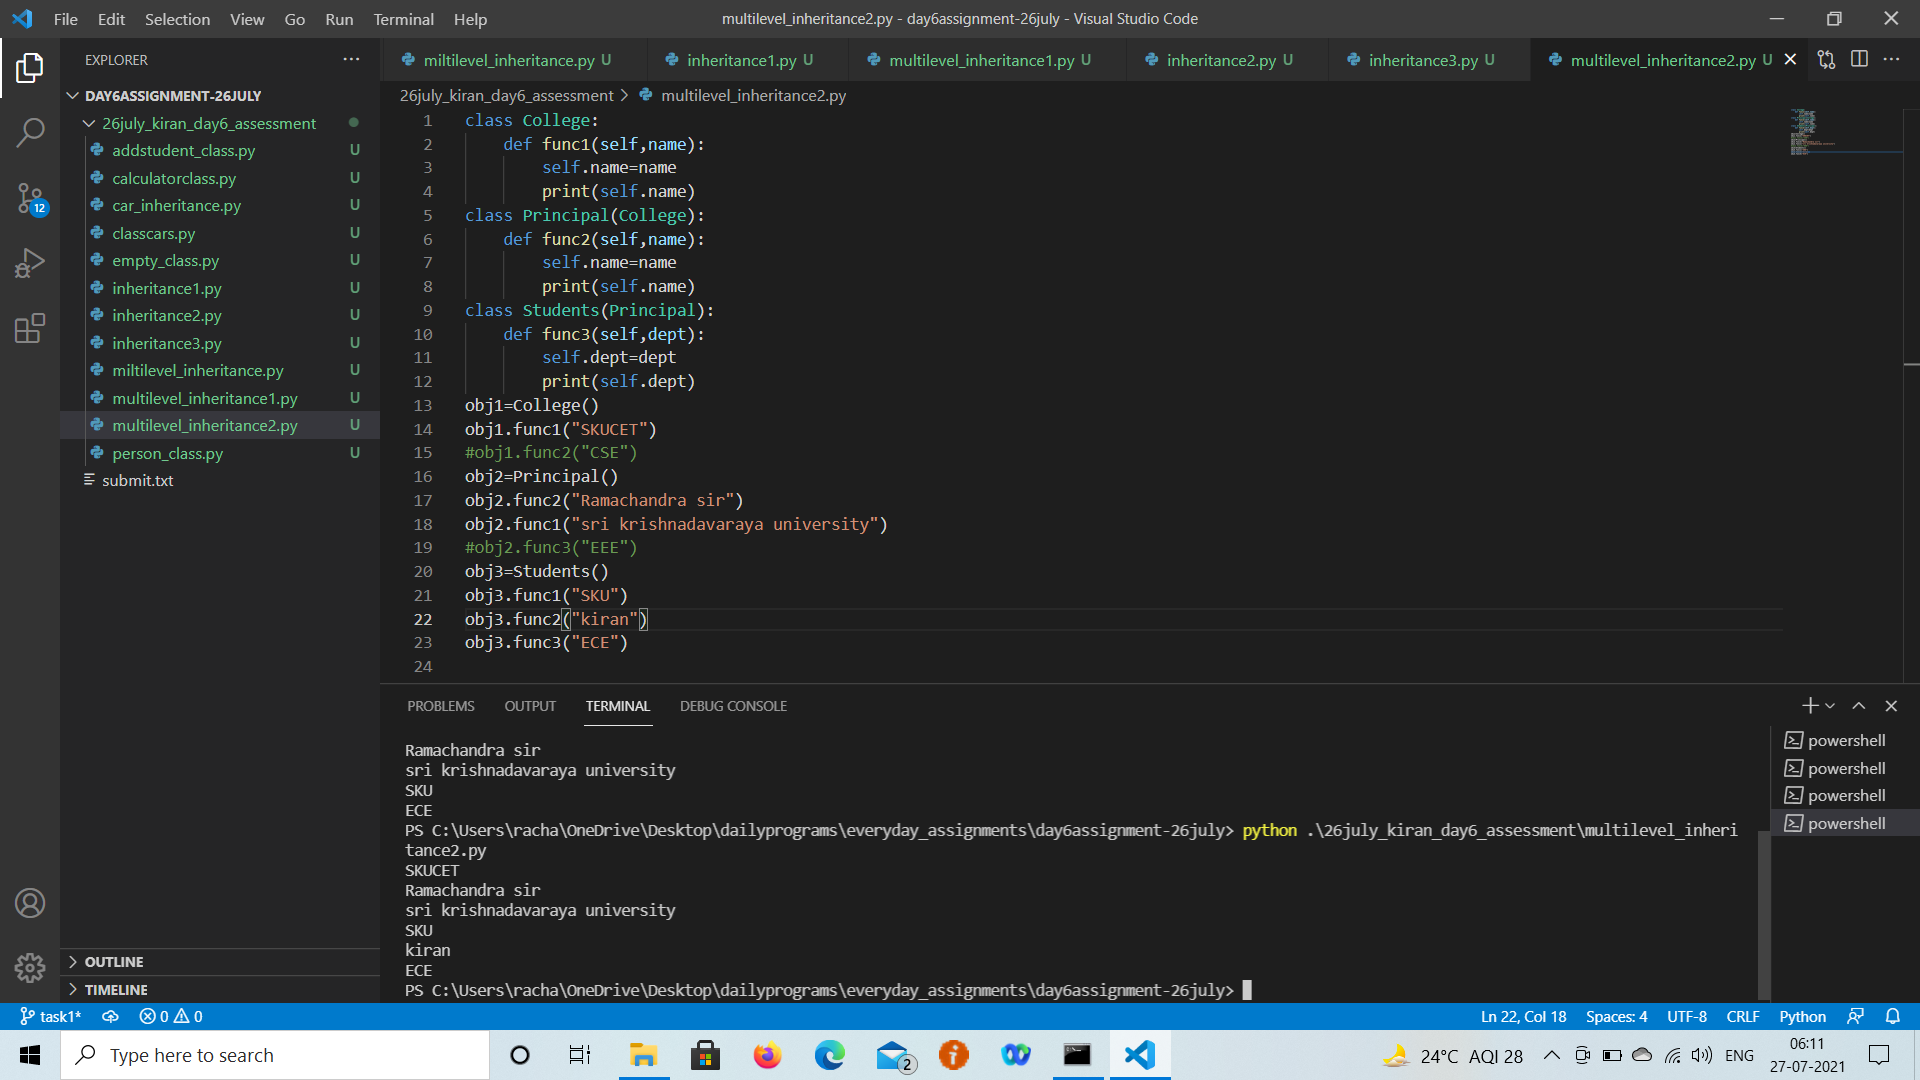 File Edit Selection View Go Run Terminal Help
multilevel_inheritance2.py - day6assignment-26july - Visual Studio Code
EXPLORER
miltilevel_inheritance.py U inheritance1.py U multilevel_inheritance1.py U inheritance2.py U inheritance3.py U multilevel_inheritance2.py U
DAY6ASSIGNMENT-26JULY
26july_kiran_day6_assessment
addstudent_class.py U
calculatorclass.py U
car_inheritance.py U
classcars.py U
empty_class.py U
inheritance1.py U
inheritance2.py U
inheritance3.py U
miltilevel_inheritance.py U
multilevel_inheritance1.py U
multilevel_inheritance2.py U
person_class.py U
submit.txt
12
OUTLINE
TIMELINE
26july_kiran_day6_assessment > multilevel_inheritance2.py
1 class College:
2 def func1(self,name):
3 self.name=name
4 print(self.name)
5 class Principal(College):
6 def func2(self,name):
7 self.name=name
8 print(self.name)
9 class Students(Principal):
10 def func3(self,dept):
11 self.dept=dept
12 print(self.dept)
13 obj1=College()
14 obj1.func1("SKUCET")
15 #obj1.func2("CSE")
16 obj2=Principal()
17 obj2.func2("Ramachandra sir")
18 obj2.func1("sri krishnadavaraya university")
19 #obj2.func3("EEE")
20 obj3=Students()
21 obj3.func1("SKU")
22 obj3.func2("kiran")
23 obj3.func3("ECE")
24
PROBLEMS OUTPUT TERMINAL DEBUG CONSOLE
Ramachandra sir
sri krishnadavaraya university
SKU
ECE
PS C:\Users\racha\OneDrive\Desktop\dailyprograms\everyday_assignments\day6assignment-26july> python .\26july_kiran_day6_assessment\multilevel_inheri
tance2.py
SKUCET
Ramachandra sir
sri krishnadavaraya university
SKU
kiran
ECE
PS C:\Users\racha\OneDrive\Desktop\dailyprograms\everyday_assignments\day6assignment-26july>
powershell
powershell
powershell
powershell
task1* 0 0 Ln 22, Col 18 Spaces: 4 UTF-8 CRLF Python
Type here to search
2
24°C AQI 28
ENG
06:11
27-07-2021